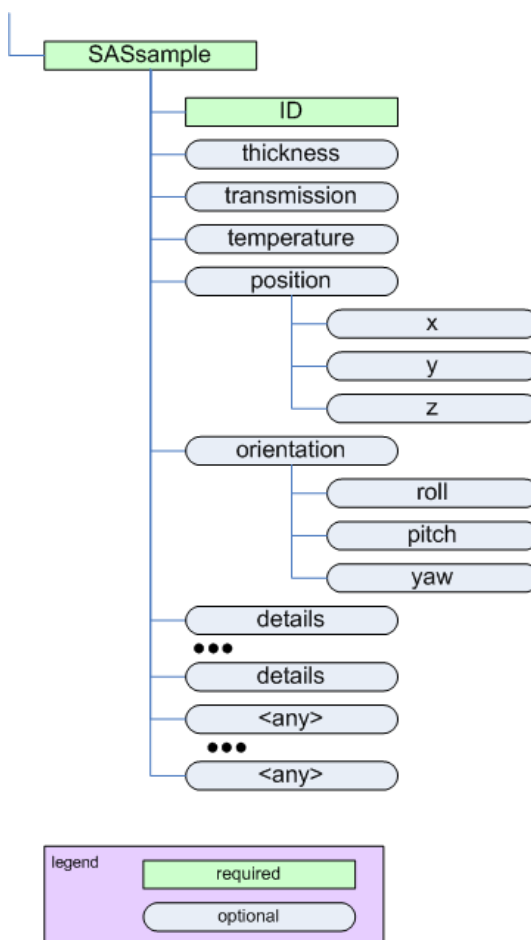 SASsample
ID
thickness
transmission
temperature
position
x
y
z
orientation
roll
pitch
yaw
details
•••
details
<any>
•••
<any>
legend
required
optional